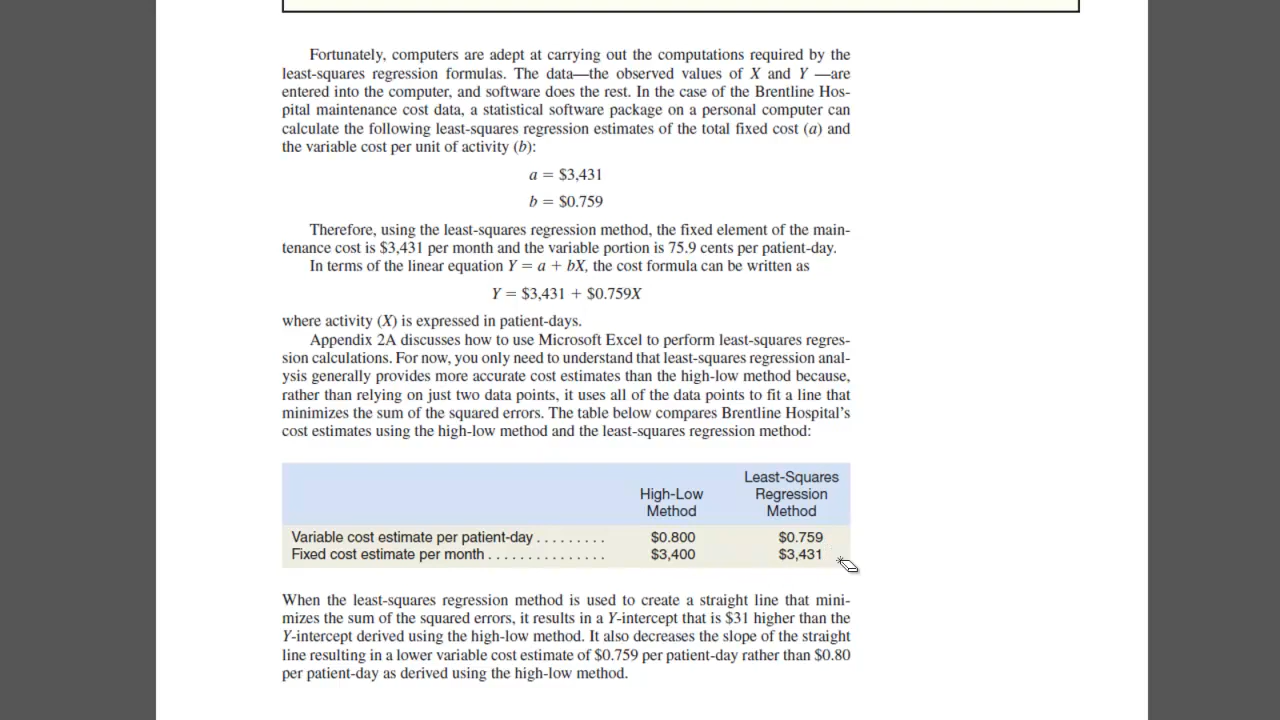 Fortunately, computers are adept at carrying out the computations required by the
least-squares regression formulas. The data—the observed values of X and Y —are
entered into the computer, and software does the rest. In the case of the Brentline Hos-
pital maintenance cost data, a statistical software package on a personal computer can
calculate the following least-squares regression estimates of the total fixed cost (a) and
the variable cost per unit of activity (b):
a = $3,431
b = $0.759
Therefore, using the least-squares regression method, the fixed element of the main-
tenance cost is $3,431 per month and the variable portion is 75.9 cents per patient-day.
In terms of the linear equation Y = a + bX, the cost formula can be written as
Y = $3,431 + $0.759X
where activity (X) is expressed in patient-days.
Appendix 2A discusses how to use Microsoft Excel to perform least-squares regres-
sion calculations. For now, you only need to understand that least-squares regression anal-
ysis generally provides more accurate cost estimates than the high-low method because,
rather than relying on just two data points, it uses all of the data points to fit a line that
minimizes the sum of the squared errors. The table below compares Brentline Hospital's
cost estimates using the high-low method and the least-squares regression method:
Least-Squares
High-Low Regression
Method Method
Variable cost estimate per patient-day . . . . . . . . . $0.800 $0.759
Fixed cost estimate per month . . . . . . . . . . . . . . . $3,400 $3,431
When the least-squares regression method is used to create a straight line that mini-
mizes the sum of the squared errors, it results in a Y-intercept that is $31 higher than the
Y-intercept derived using the high-low method. It also decreases the slope of the straight
line resulting in a lower variable cost estimate of $0.759 per patient-day rather than $0.80
per patient-day as derived using the high-low method.